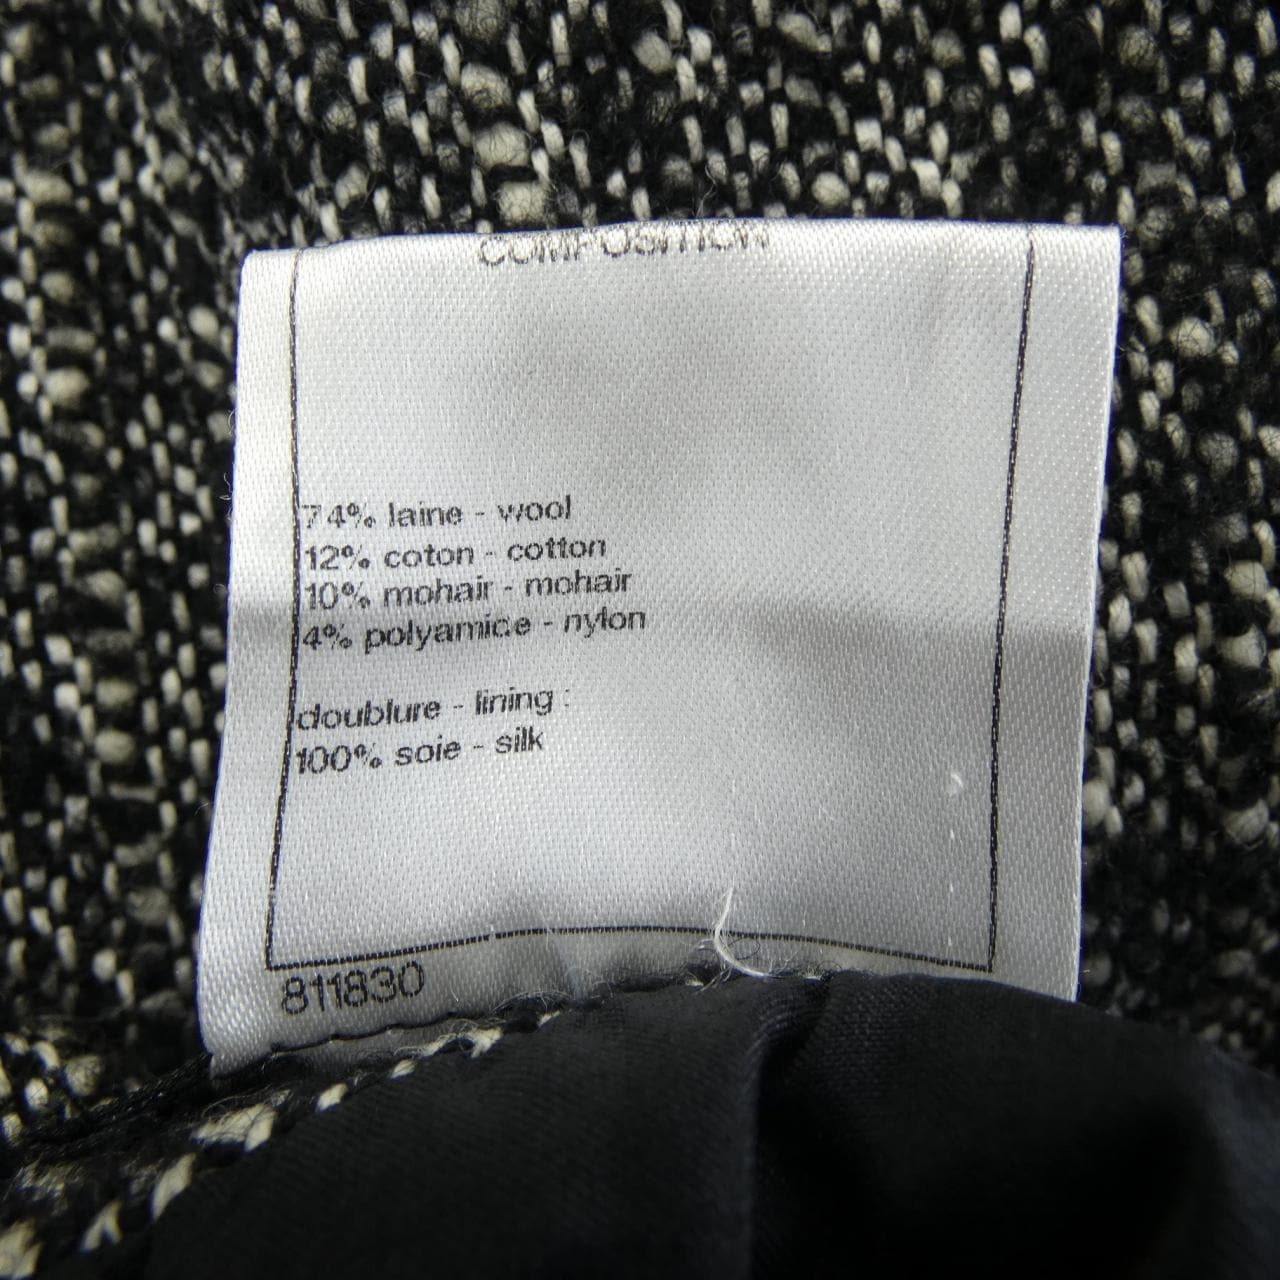 COMPOSITION
74% laine - wool
12% coton - cotton
10% mohair - mohair
4% polyamide - nylon
doublure - lining :
100% soie - silk
811830